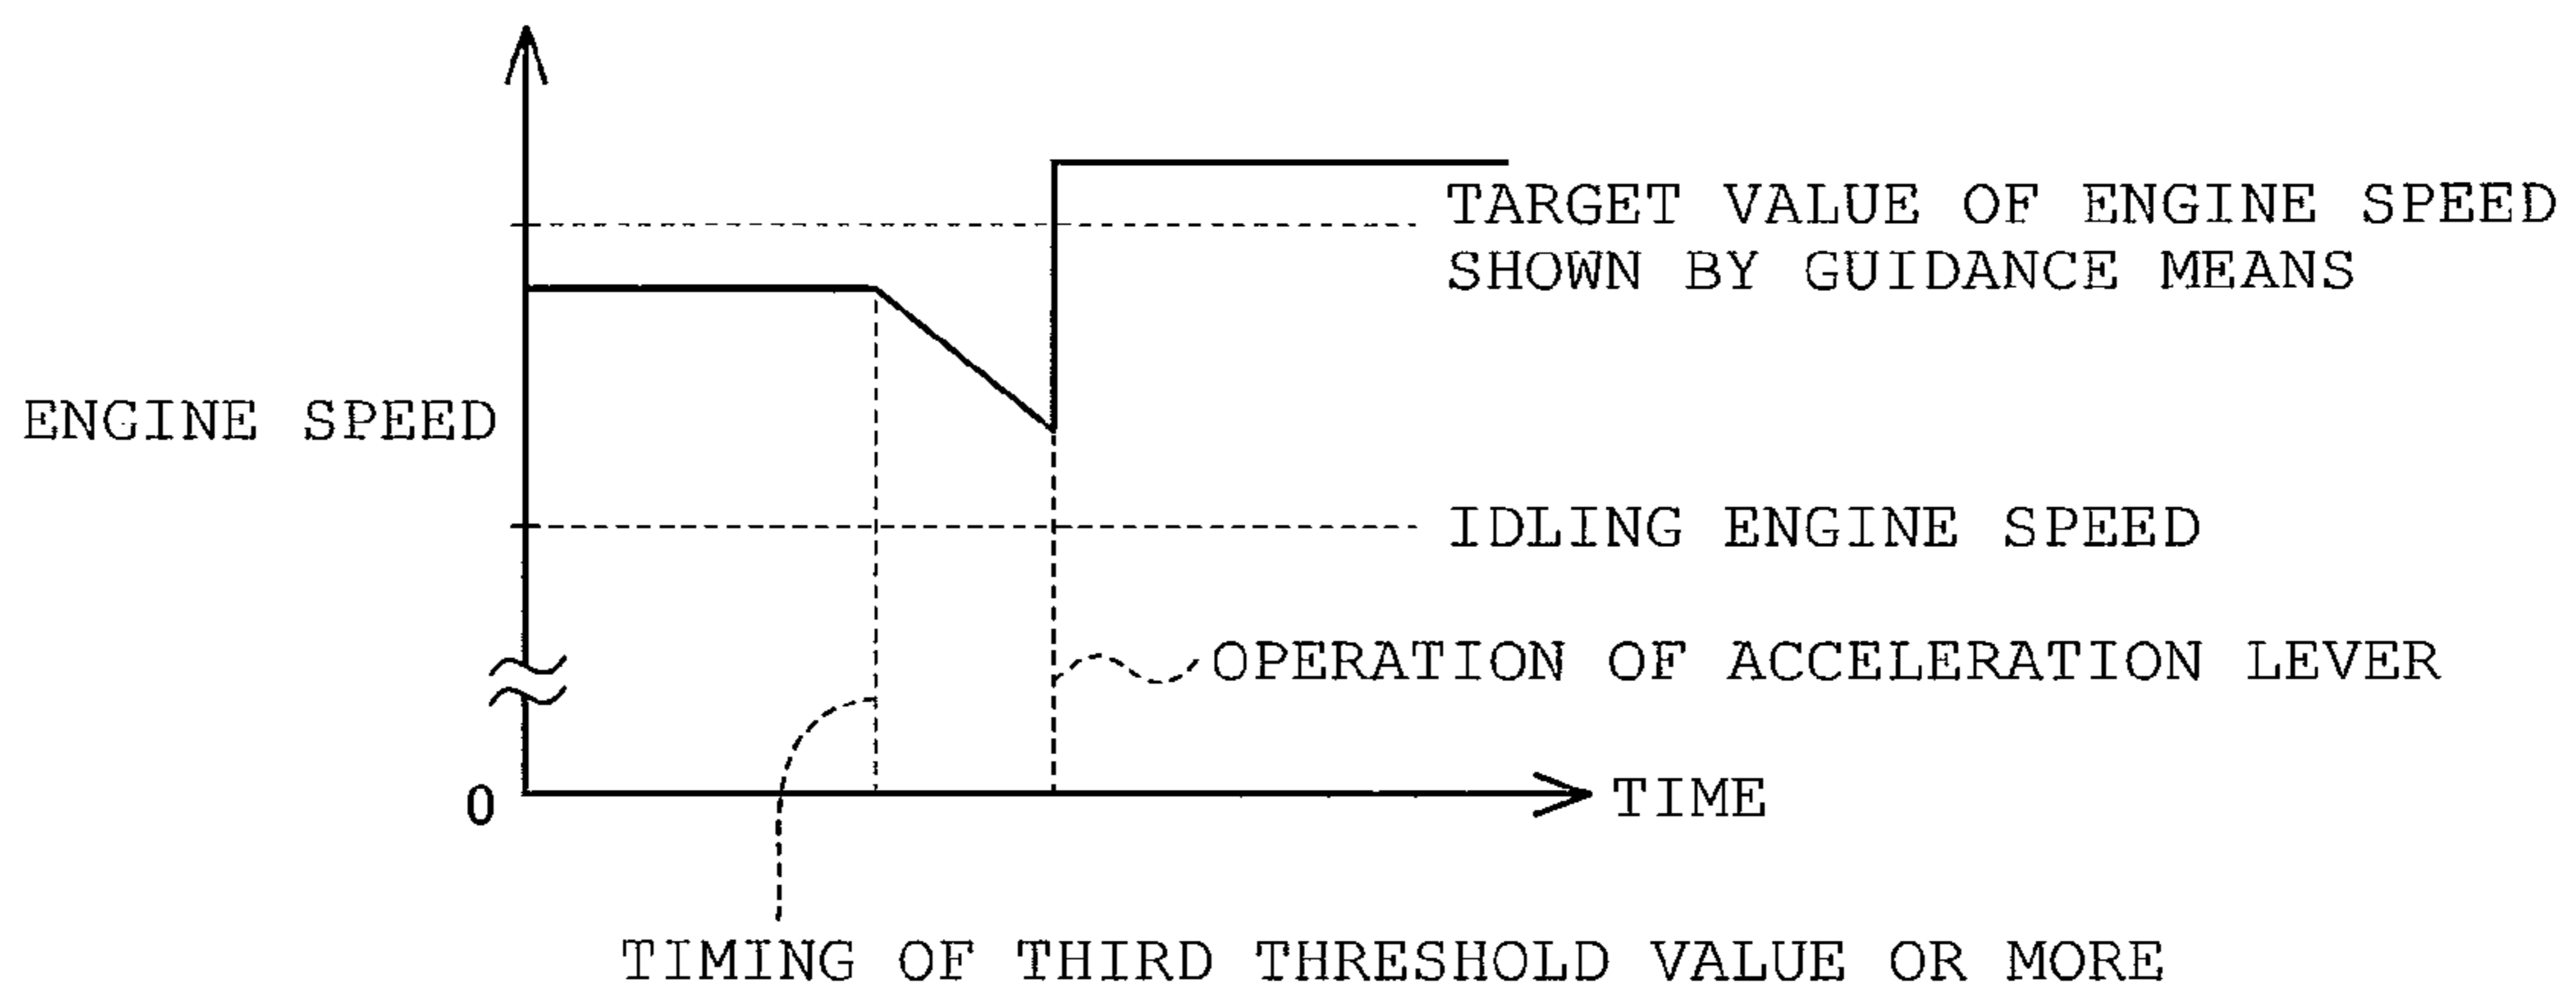 TARGET VALUE OF ENGINE SPEED
SHOWN BY GUIDANCE MEANS
ENGINE SPEED
IDLING ENGINE SPEED
OPERATION OF ACCELERATION LEVER
0
TIME
TIMING OF THIRD THRESHOLD VALUE OR MORE